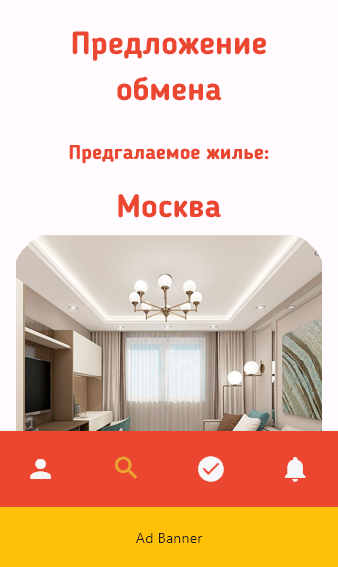 Предложение
обмена
Предгалаемое жилье:
Москва
Ad Banner